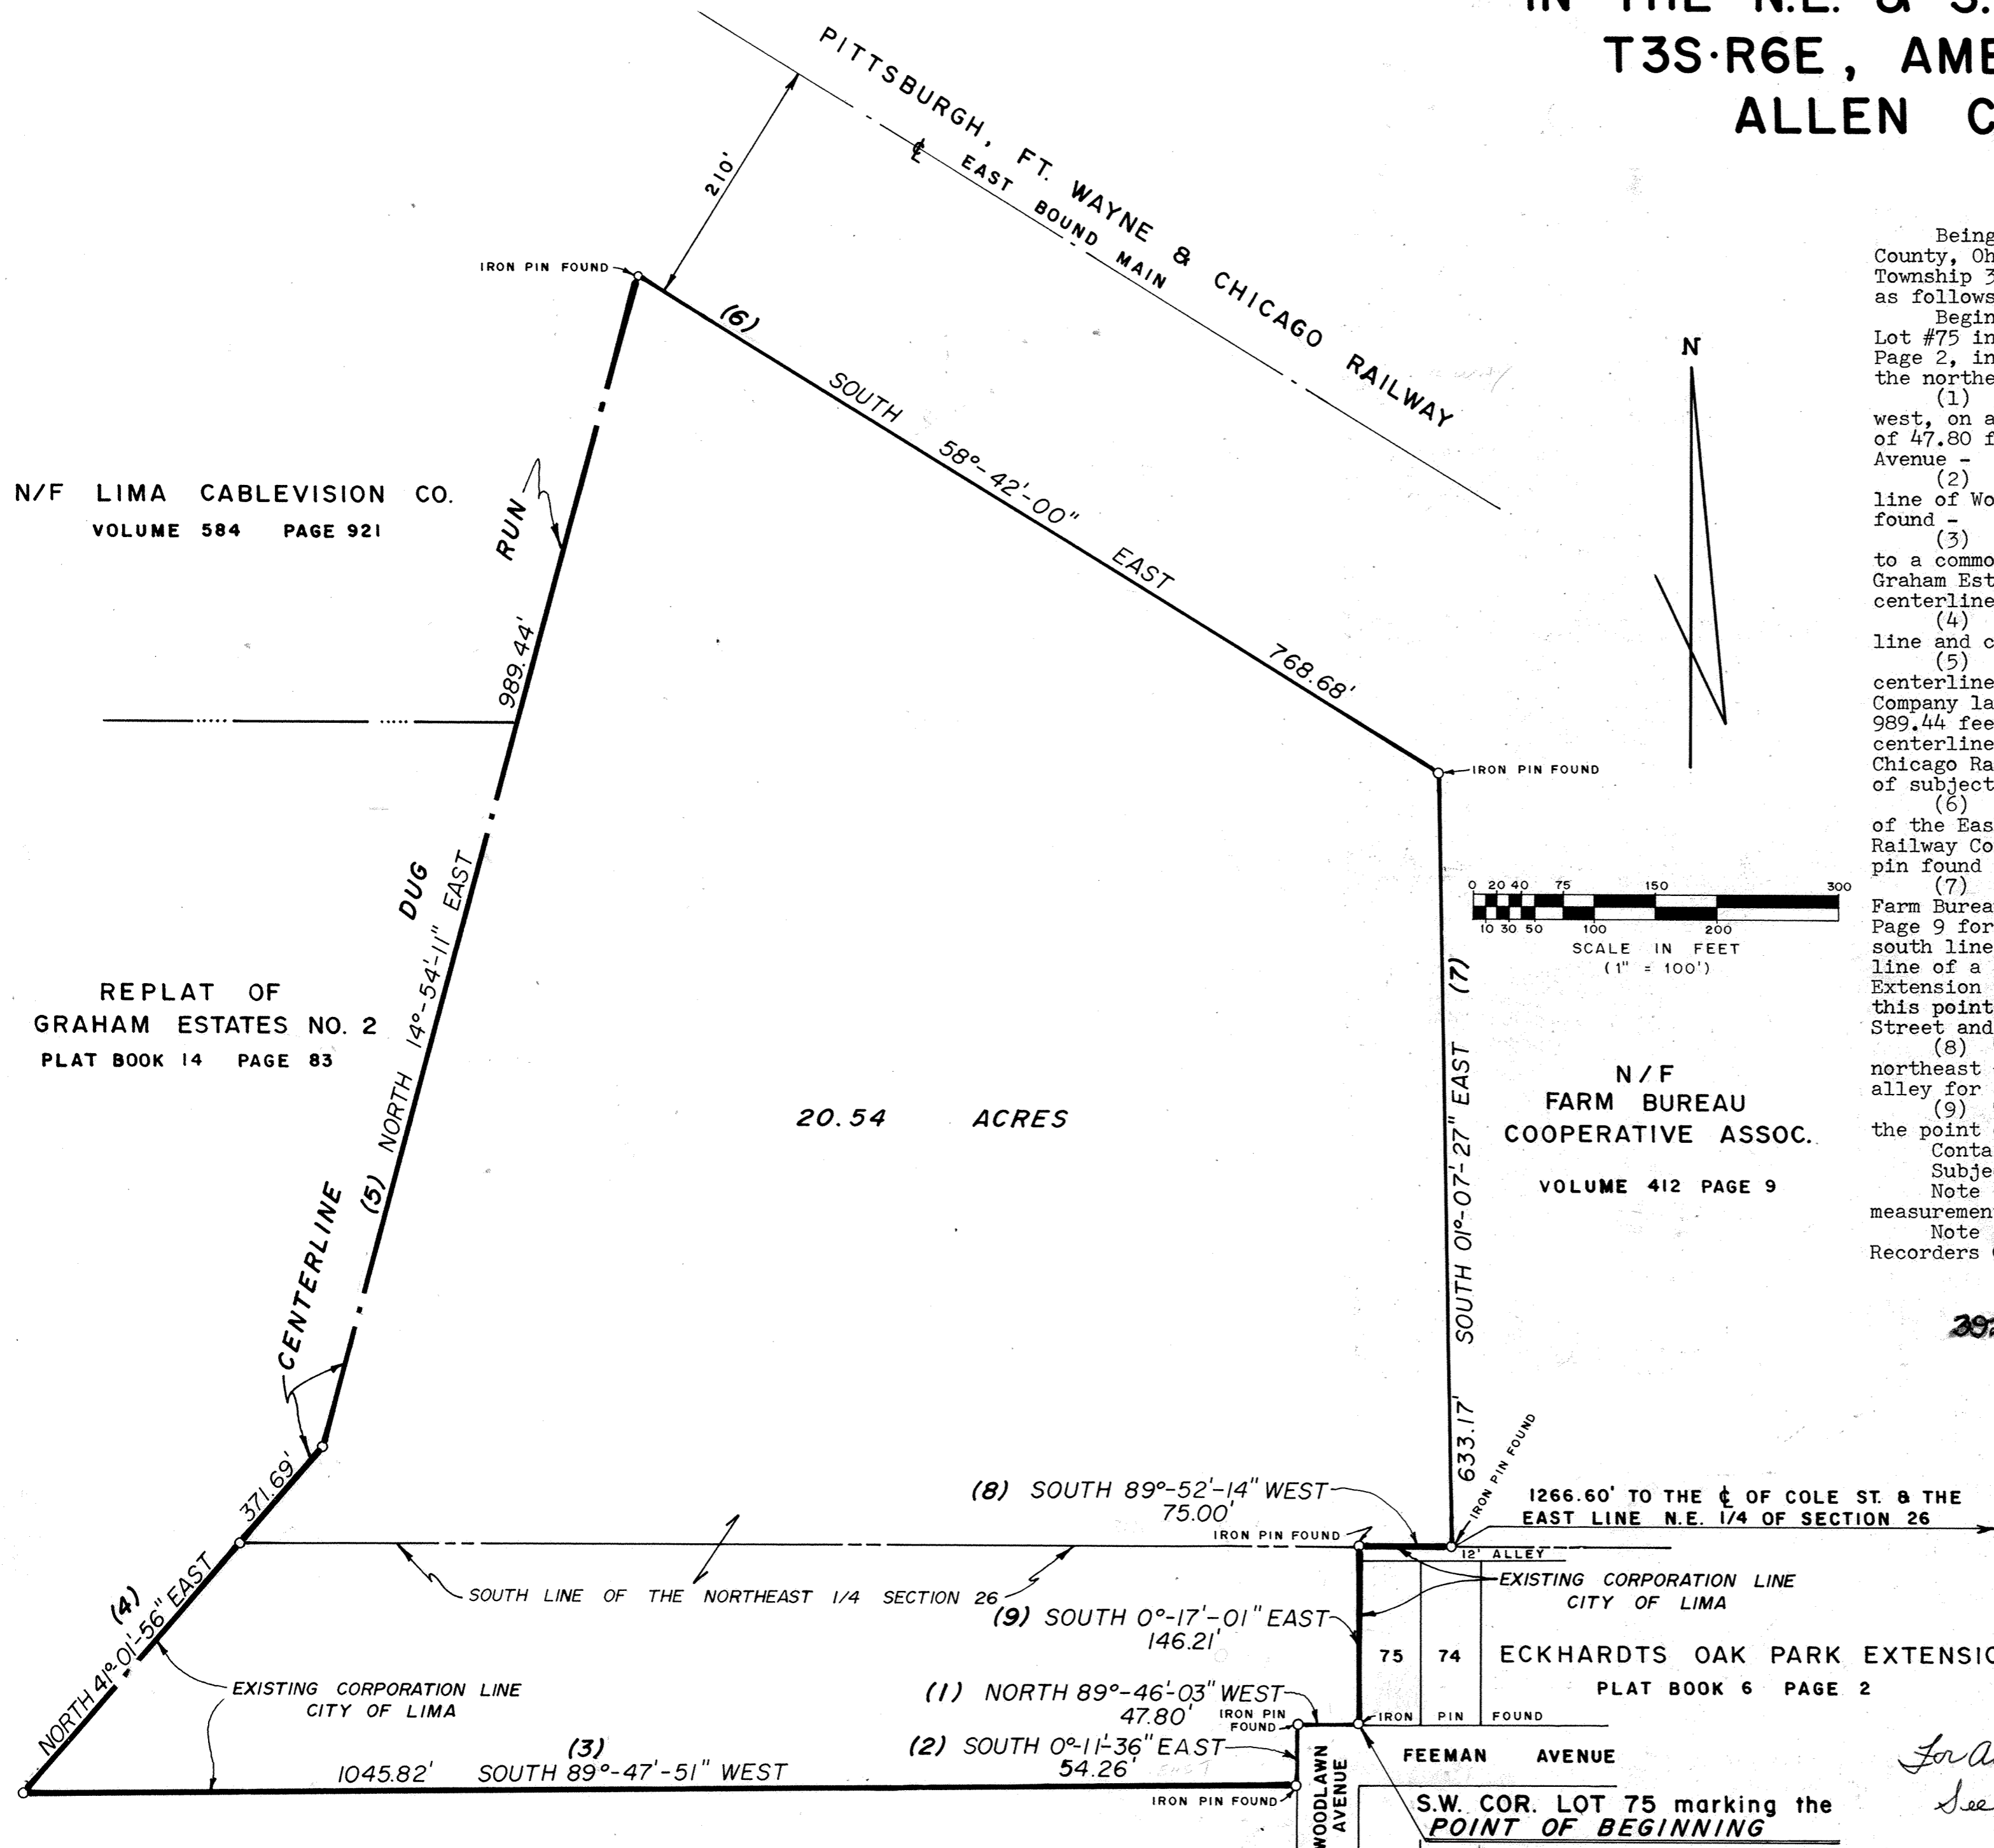 IN THE N.E. & S.
T3S·R6E, AME
ALLEN C
PITTSBURGH, FT. WAYNE & CHICAGO RAILWAY
℄ EAST BOUND MAIN
210'
IRON PIN FOUND
(6)
SOUTH 58°-42'-00" EAST 768.68'
N
N/F LIMA CABLEVISION CO.
VOLUME 584 PAGE 921
RUN
989.44'
IRON PIN FOUND
0 20 40 75 150 300
10 30 50 100 200
SCALE IN FEET
(1" = 100')
DUG
REPLAT OF
GRAHAM ESTATES NO. 2
PLAT BOOK 14 PAGE 83
(5) NORTH 14°-54'-11" EAST
CENTERLINE
20.54 ACRES
633.17' SOUTH 01°-07'-27" EAST (7)
N/F
FARM BUREAU
COOPERATIVE ASSOC.
VOLUME 412 PAGE 9
371.69'
(4)
NORTH 41°-01'-56" EAST
(8) SOUTH 89°-52'-14" WEST
75.00'
IRON PIN FOUND
IRON PIN FOUND
1266.60' TO THE ℄ OF COLE ST. & THE
EAST LINE N.E. 1/4 OF SECTION 26
12' ALLEY
SOUTH LINE OF THE NORTHEAST 1/4 SECTION 26
EXISTING CORPORATION LINE
CITY OF LIMA
(9) SOUTH 0°-17'-01" EAST
146.21'
75 74
ECKHARDTS OAK PARK EXTENSIO
PLAT BOOK 6 PAGE 2
EXISTING CORPORATION LINE
CITY OF LIMA
(1) NORTH 89°-46'-03" WEST
47.80'
IRON PIN
FOUND
IRON PIN FOUND
(2) SOUTH 0°-11'-36" EAST
54.26'
(3)
1045.82' SOUTH 89°-47'-51" WEST
IRON PIN FOUND
WOODLAWN
AVENUE
FEEMAN AVENUE
S.W. COR. LOT 75 marking the
POINT OF BEGINNING
Being
County, Oh
Township 3
as follows
Begin
Lot #75 in
Page 2, in
the northe
(1)
west, on a
of 47.80 f
Avenue -
(2)
line of Wo
found -
(3)
to a commo
Graham Est
centerline
(4)
line and c
(5)
centerline
Company la
989.44 fee
centerline
Chicago Ra
of subject
(6)
of the Eas
Railway Co
pin found
(7)
Farm Burea
Page 9 for
south line
line of a
Extension
this point
Street and
(8)
northeast
alley for
(9)
the point
Conta
Subje
Note
measuremen
Note
Recorders
For a
See